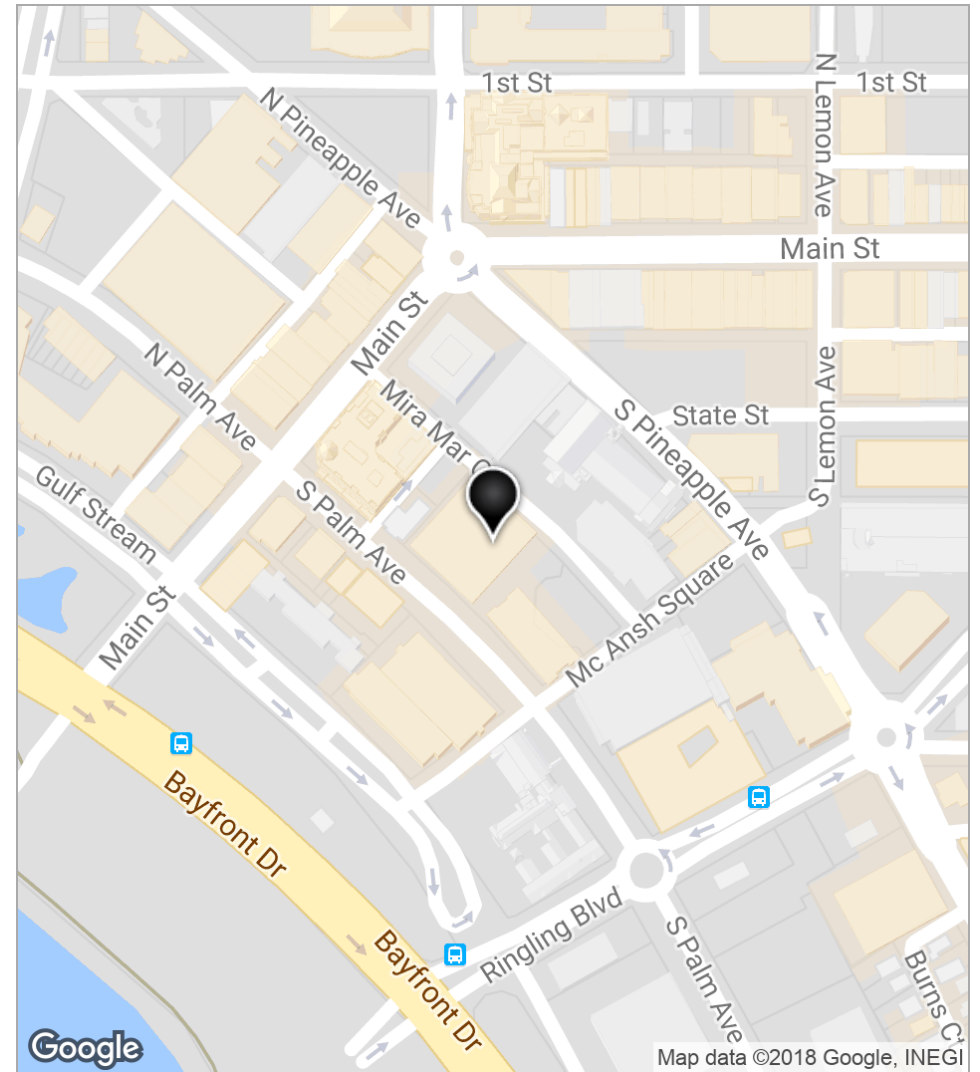 1st St
1st St
N Lemon Ave
N Pineapple Ave
Main St
Main St
N Palm Ave
Mira Mar
S Pineapple Ave
State St
S Lemon Ave
Gulf Stream
S Palm Ave
Main St
Mc Ansh Square
Bayfront Dr
Ringling Blvd
Bayfront Dr
S Palm Ave
Burns Ct
Google
Map data ©2018 Google, INEGI